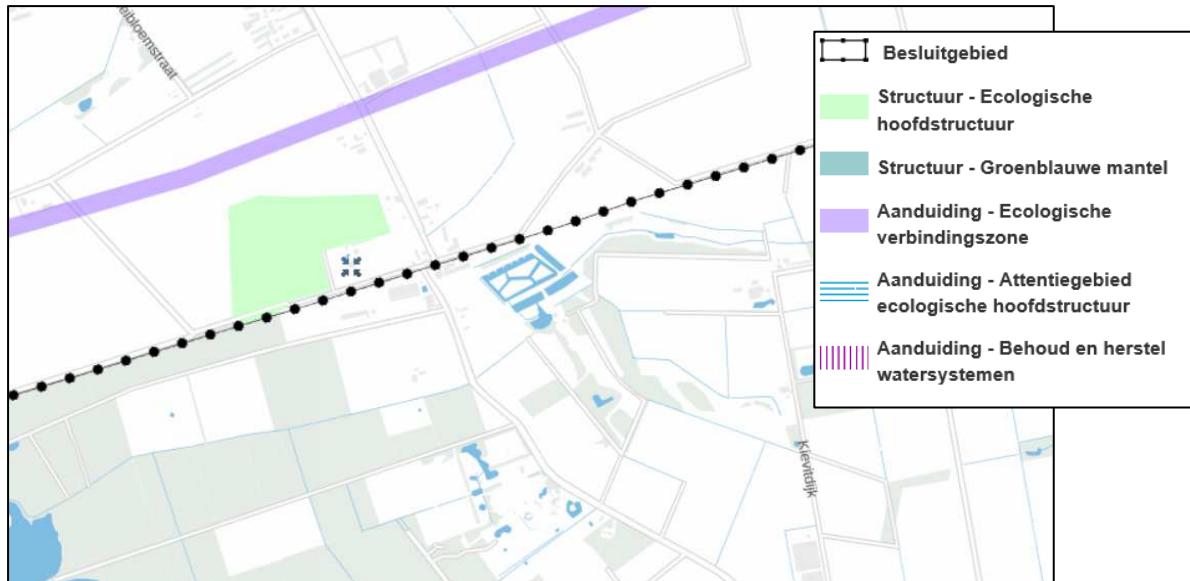 eibloemstraat
Kievitdijk
Besluitgebied
Structuur - Ecologische
hoofdstructuur
Structuur - Groenblauwe mantel
Aanduiding - Ecologische
verbindingszone
Aanduiding - Attentiegebied
ecologische hoofdstructuur
Aanduiding - Behoud en herstel
watersystemen